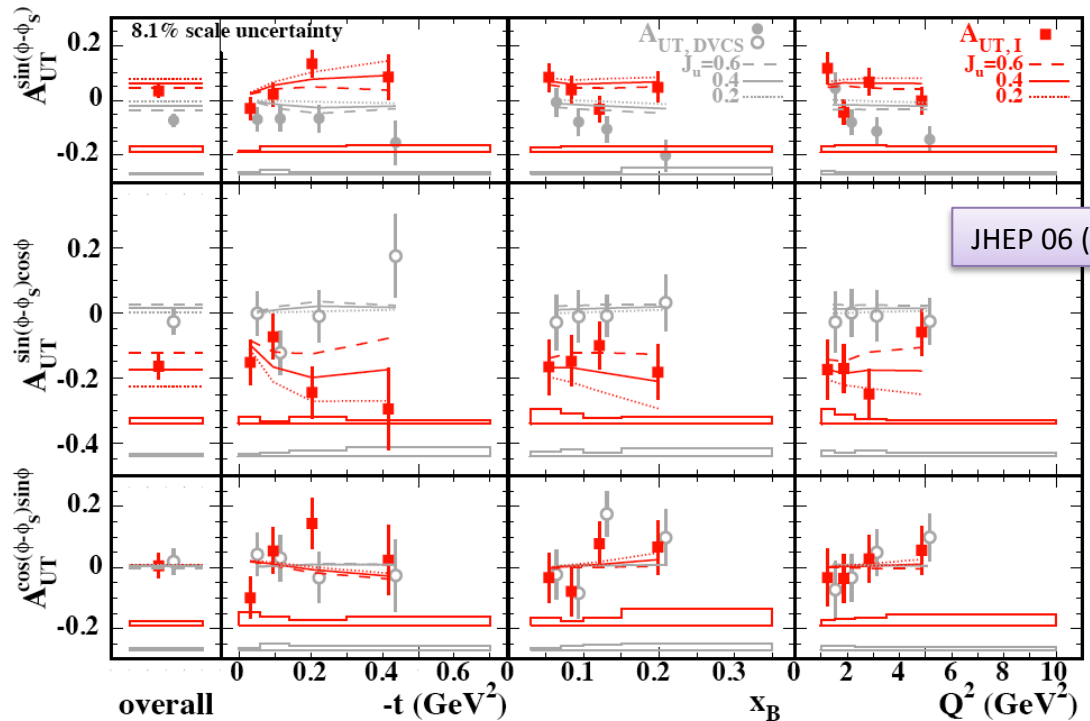 8.1% scale uncertainty
A_UT^sin(φ-φ_s)
0.2
0
-0.2
A_UT, DVCS
J_u=0.6
0.4
0.2
A_UT, I
J_u=0.6
0.4
0.2
A_UT^sin(φ-φ_s)cosφ
0.2
0
-0.2
-0.4
JHEP 06 (
A_UT^cos(φ-φ_s)sinφ
0.2
0
-0.2
0 0.2 0.4 0.6
0.1 0.2 0.3
2 4 6 8 10
overall
-t (GeV²)
x_B
Q² (GeV²)